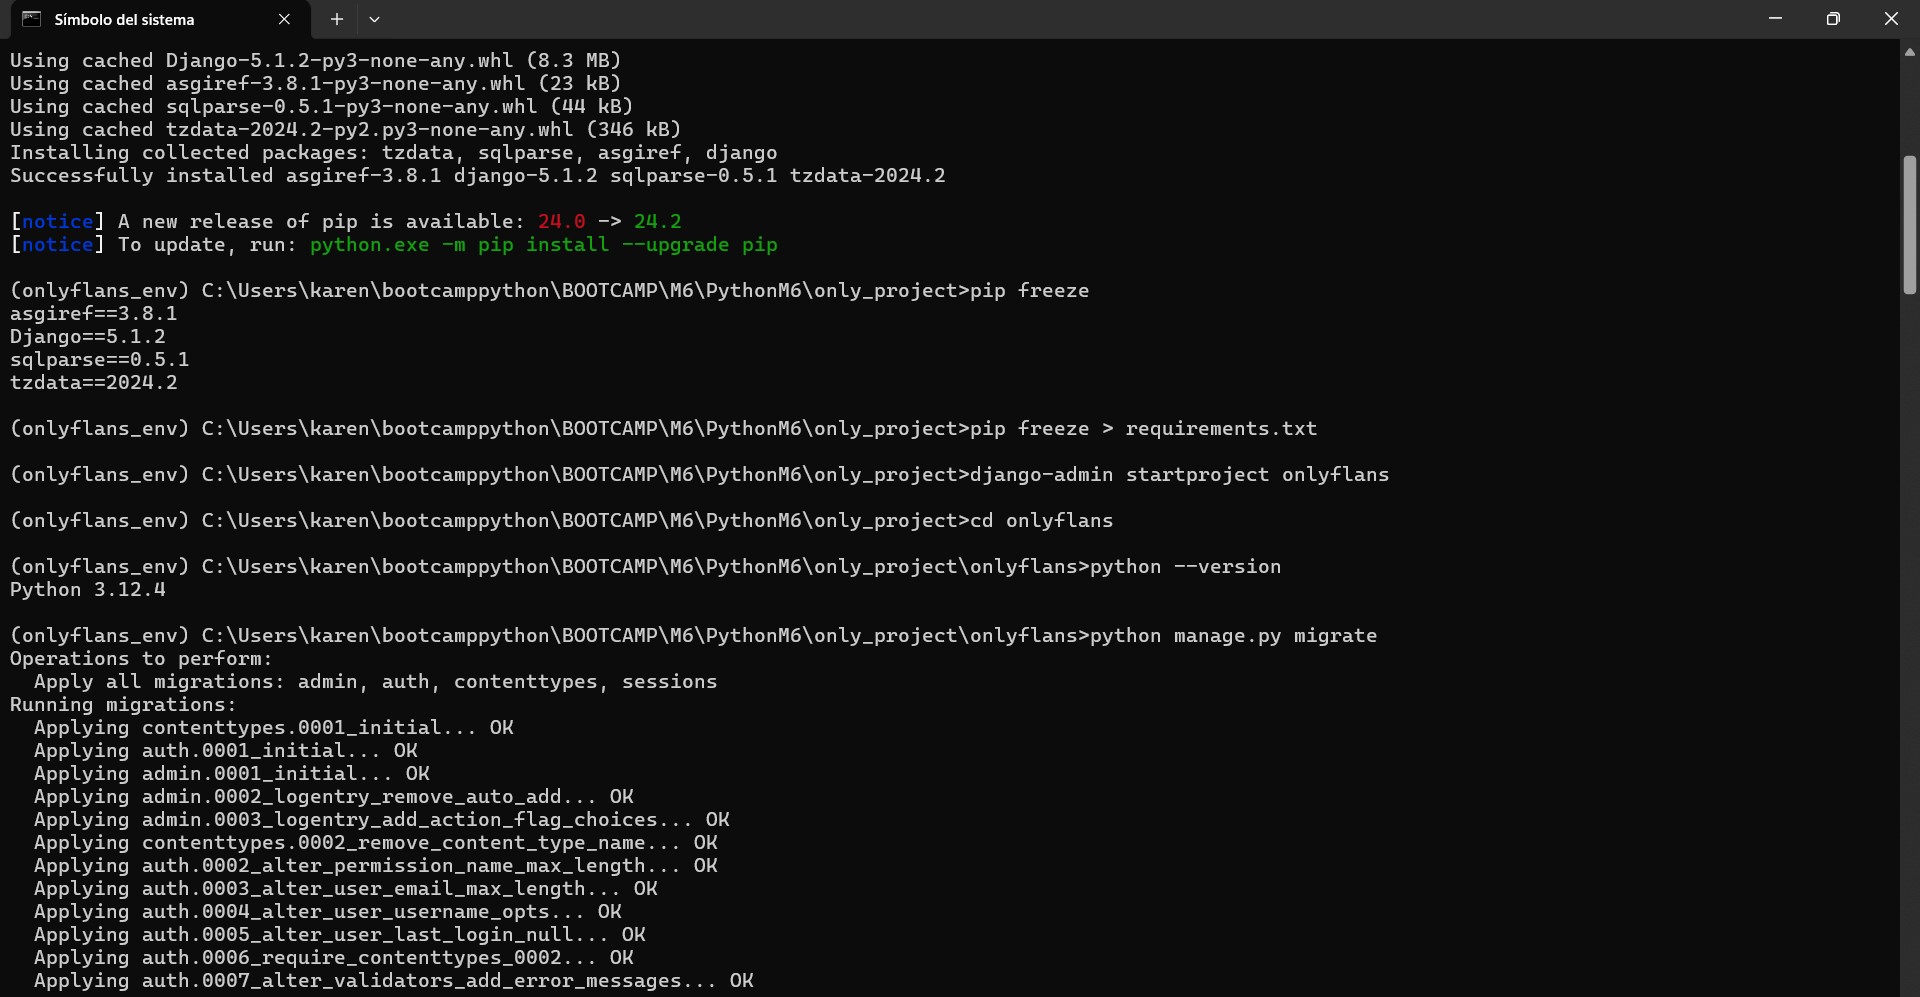 Símbolo del sistema
Using cached Django-5.1.2-py3-none-any.whl (8.3 MB)
Using cached asgiref-3.8.1-py3-none-any.whl (23 kB)
Using cached sqlparse-0.5.1-py3-none-any.whl (44 kB)
Using cached tzdata-2024.2-py2.py3-none-any.whl (346 kB)
Installing collected packages: tzdata, sqlparse, asgiref, django
Successfully installed asgiref-3.8.1 django-5.1.2 sqlparse-0.5.1 tzdata-2024.2
[notice] A new release of pip is available: 24.0 -> 24.2
[notice] To update, run: python.exe -m pip install --upgrade pip
(onlyflans_env) C:\Users\karen\bootcamppython\BOOTCAMP\M6\PythonM6\only_project>pip freeze
asgiref==3.8.1
Django==5.1.2
sqlparse==0.5.1
tzdata==2024.2
(onlyflans_env) C:\Users\karen\bootcamppython\BOOTCAMP\M6\PythonM6\only_project>pip freeze > requirements.txt
(onlyflans_env) C:\Users\karen\bootcamppython\BOOTCAMP\M6\PythonM6\only_project>django-admin startproject onlyflans
(onlyflans_env) C:\Users\karen\bootcamppython\BOOTCAMP\M6\PythonM6\only_project>cd onlyflans
(onlyflans_env) C:\Users\karen\bootcamppython\BOOTCAMP\M6\PythonM6\only_project\onlyflans>python --version
Python 3.12.4
(onlyflans_env) C:\Users\karen\bootcamppython\BOOTCAMP\M6\PythonM6\only_project\onlyflans>python manage.py migrate
Operations to perform:
  Apply all migrations: admin, auth, contenttypes, sessions
Running migrations:
  Applying contenttypes.0001_initial... OK
  Applying auth.0001_initial... OK
  Applying admin.0001_initial... OK
  Applying admin.0002_logentry_remove_auto_add... OK
  Applying admin.0003_logentry_add_action_flag_choices... OK
  Applying contenttypes.0002_remove_content_type_name... OK
  Applying auth.0002_alter_permission_name_max_length... OK
  Applying auth.0003_alter_user_email_max_length... OK
  Applying auth.0004_alter_user_username_opts... OK
  Applying auth.0005_alter_user_last_login_null... OK
  Applying auth.0006_require_contenttypes_0002... OK
  Applying auth.0007_alter_validators_add_error_messages... OK